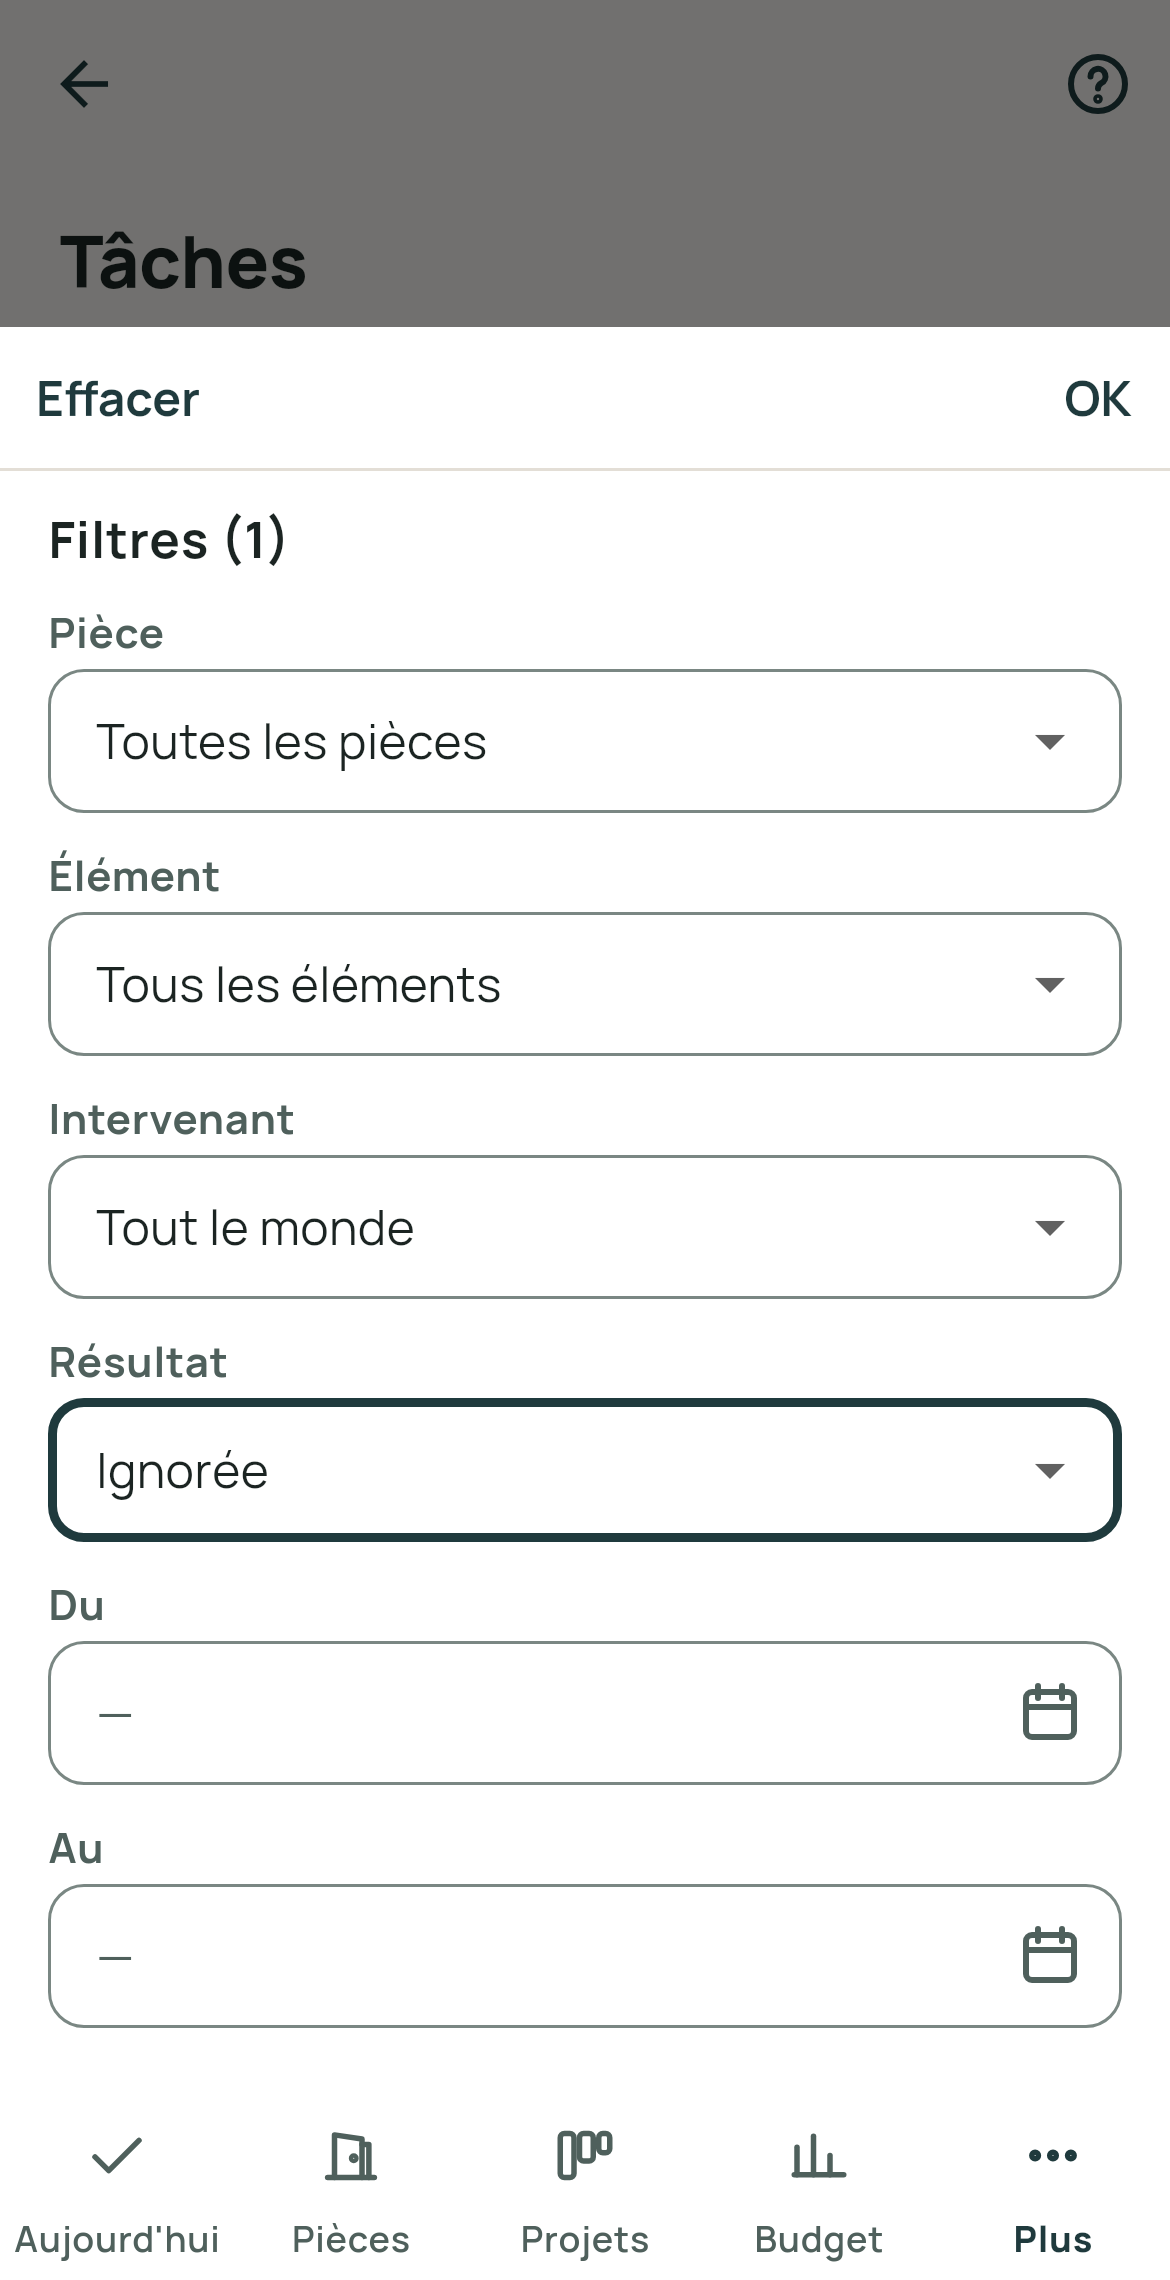 Tâches
Effacer
OK
Filtres (1)
Pièce
Toutes les pièces
Élément
Tous les éléments
Intervenant
Tout le monde
Résultat
Ignorée
Du
—
Au
—
Aujourd'hui
Pièces
Projets
Budget
Plus